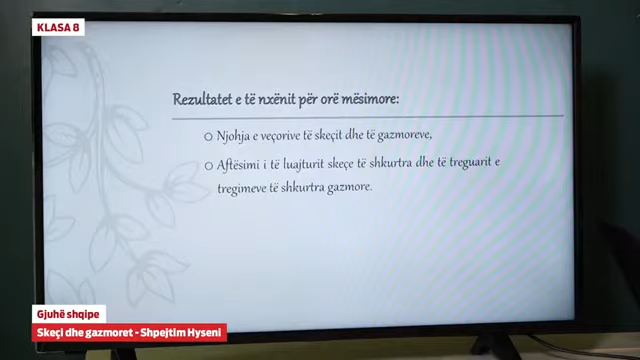 KLASA 8
Rezultatet e të nxënit për orë mësimore:
Njohja e veçorive të skeçit dhe të gazmoreve,
Aftësimi i të luajturit skeçe të shkurtra dhe të treguarit e
tregimeve të shkurtra gazmore.
Gjuhë shqipe
Skeçi dhe gazmoret - Shpejtim Hyseni